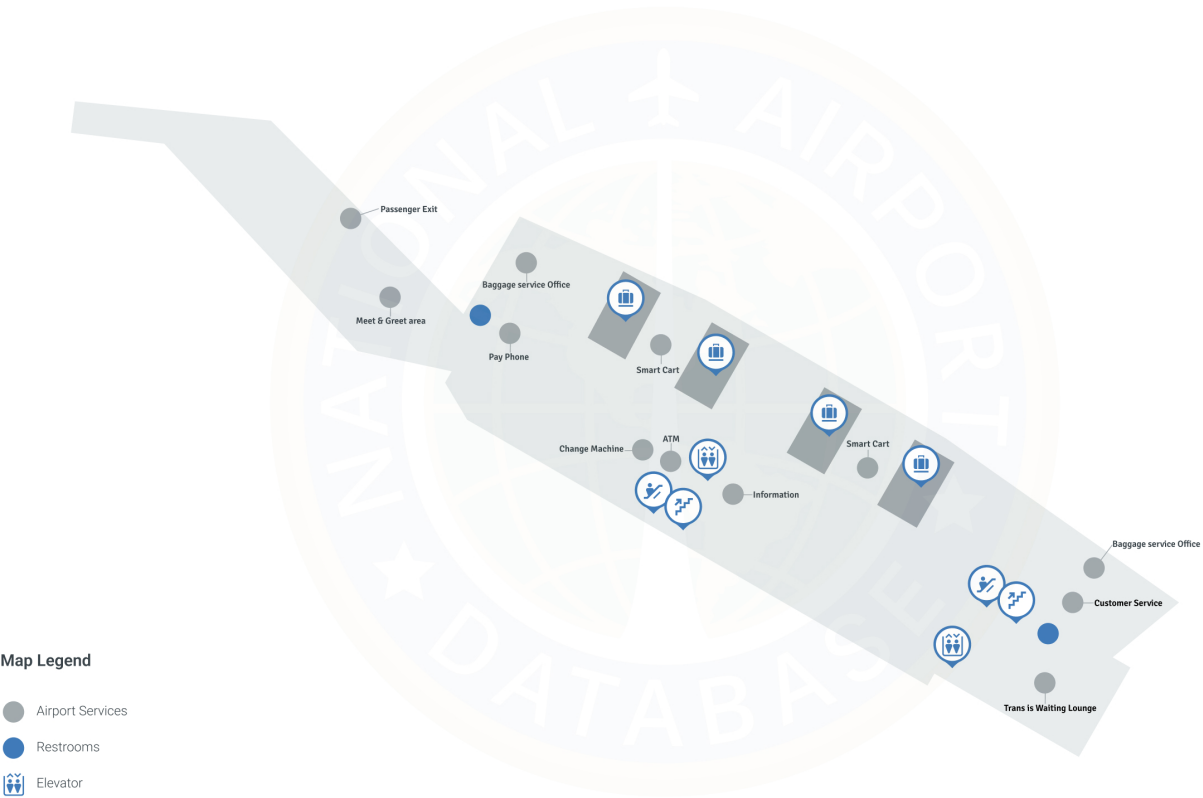 NATIONAL AIRPORT
DATABASE
Passenger Exit
Baggage service Office
Meet & Greet area
Pay Phone
Smart Cart
ATM
Change Machine
Smart Cart
Information
Baggage service Office
Customer Service
Trans is Waiting Lounge
Map Legend
Airport Services
Restrooms
Elevator